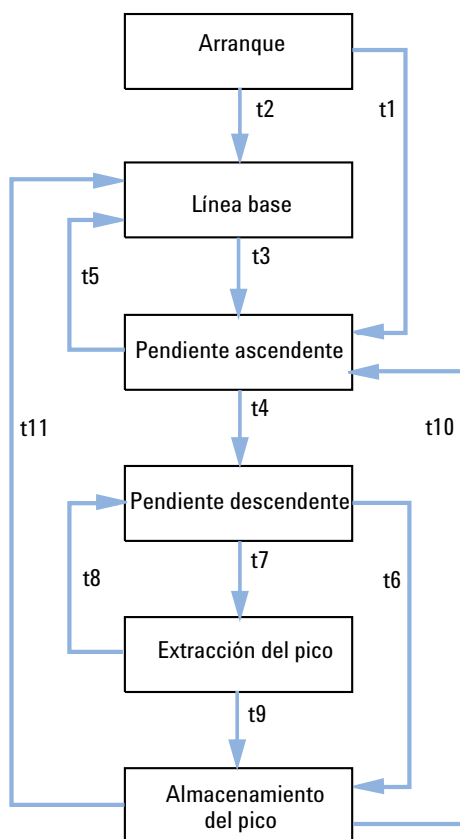 Arranque
t2
t1
Línea base
t3
t5
Pendiente ascendente
t4
t11
t10
Pendiente descendente
t7
t8
t6
Extracción del pico
t9
Almacenamiento
del pico